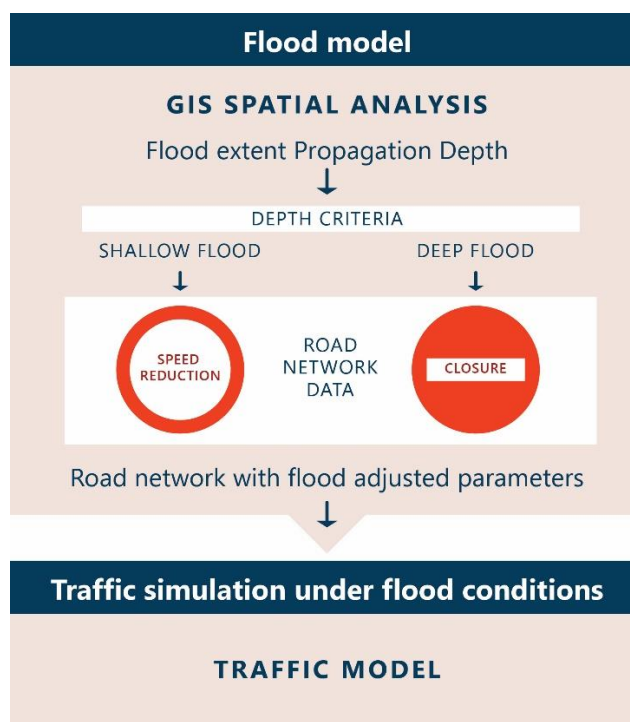 Flood model
GIS SPATIAL ANALYSIS
Flood extent Propagation Depth
DEPTH CRITERIA
SHALLOW FLOOD
DEEP FLOOD
SPEED
REDUCTION
ROAD
NETWORK
DATA
CLOSURE
Road network with flood adjusted parameters
Traffic simulation under flood conditions
TRAFFIC MODEL